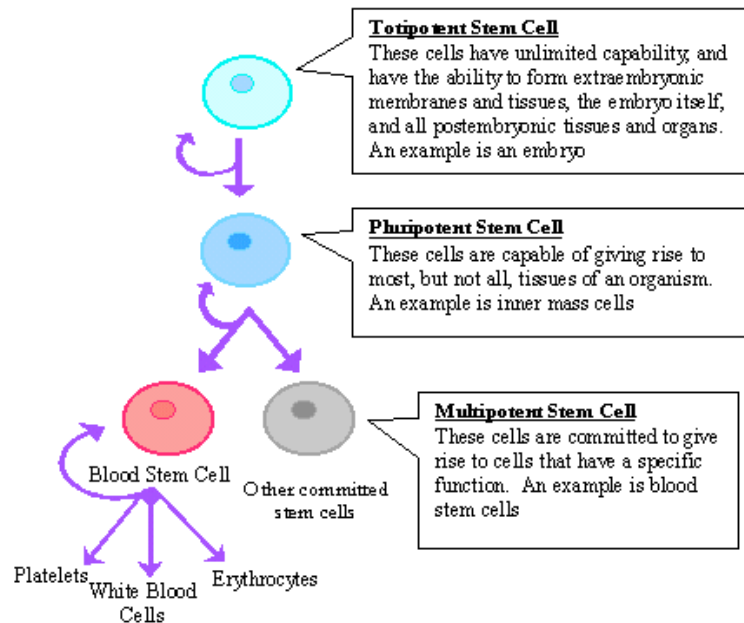 Totipotent Stem Cell
These cells have unlimited capability, and
have the ability to form extraembryonic
membranes and tissues, the embryo itself,
and all postembryonic tissues and organs.
An example is an embryo
Pluripotent Stem Cell
These cells are capable of giving rise to
most, but not all, tissues of an organism.
An example is inner mass cells
Multipotent Stem Cell
These cells are committed to give
rise to cells that have a specific
function. An example is blood
stem cells
Blood Stem Cell
Other committed
stem cells
Platelets
White Blood
Cells
Erythrocytes